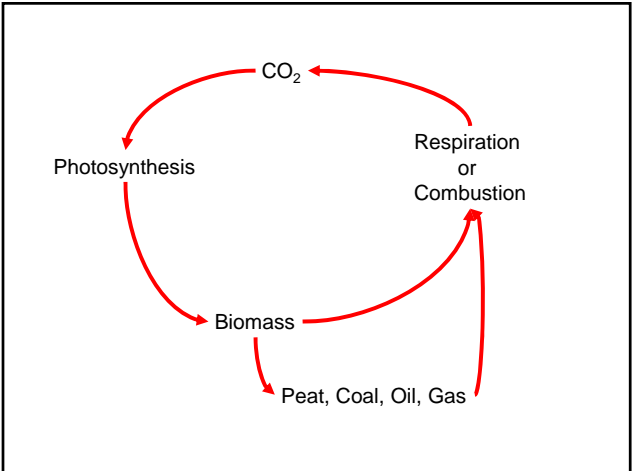 CO₂
Photosynthesis
Respiration
or
Combustion
Biomass
Peat, Coal, Oil, Gas